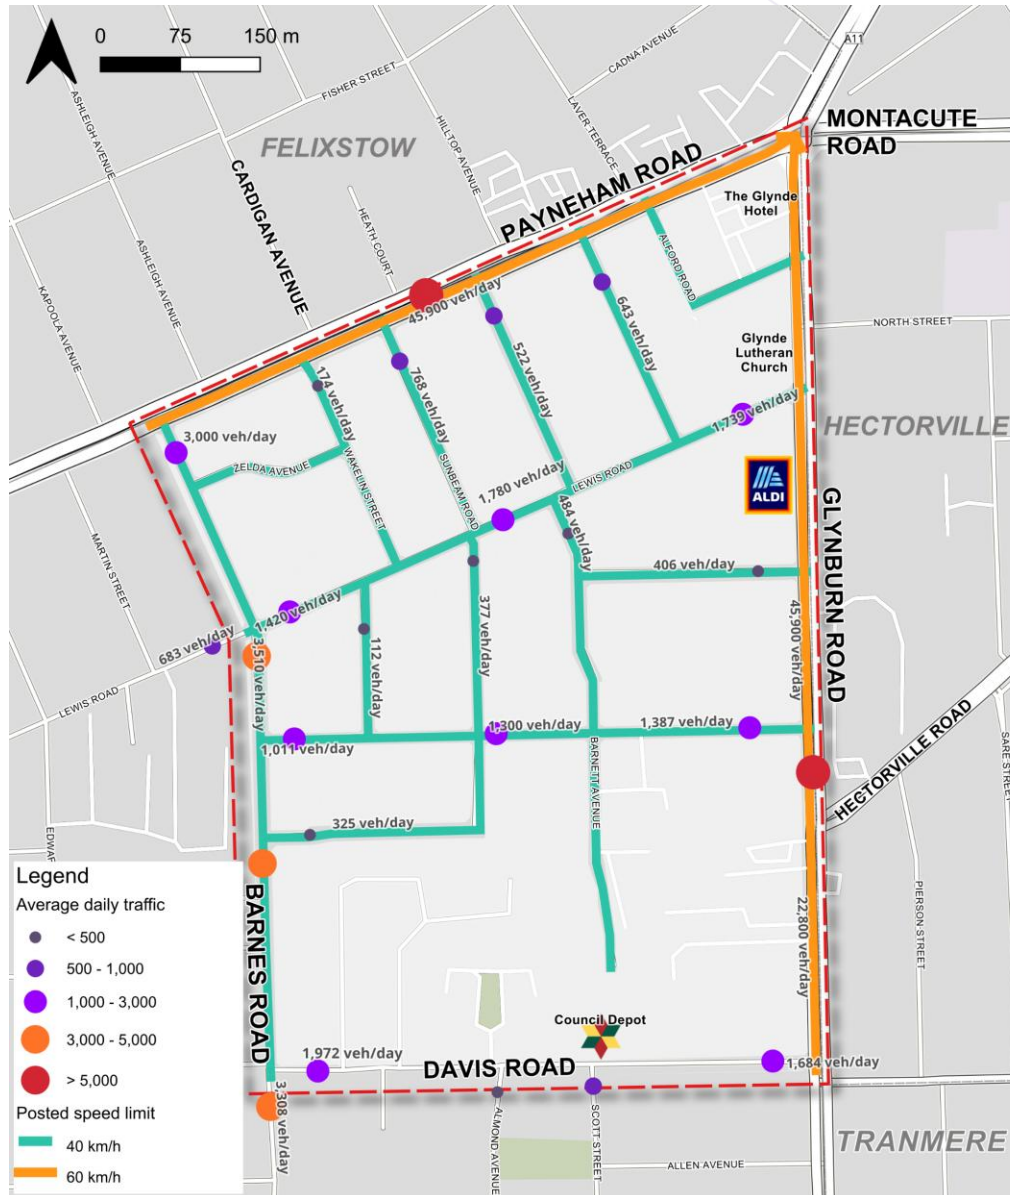 0 75 150 m
A11
CADNA AVENUE
FISHER STREET
ASHLEIGH AVENUE
HILLTOP AVENUE
LAVER TERRACE
MONTACUTE
ROAD
FELIXSTOW
CARDIGAN AVENUE
PAYNEHAM ROAD
HEATH COURT
The Glynde
Hotel
ALFORD ROAD
ASHLEIGH AVENUE
KAPOOLA AVENUE
45,900 veh/day
643 veh/day
522 veh/day
768 veh/day
174 veh/day
NORTH STREET
Glynde
Lutheran
Church
1,739 veh/day
HECTORVILLE
3,000 veh/day
ZELDA AVENUE
WAKELIN STREET
SUNBEAM ROAD
1,780 veh/day
LEWIS ROAD
ALDI
GLYNBURN ROAD
MARTIN STREET
484 veh/day
406 veh/day
1,420 veh/day
377 veh/day
45,900 veh/day
683 veh/day
112 veh/day
3,510 veh/day
LEWIS ROAD
1,011 veh/day
1,300 veh/day
1,387 veh/day
HECTORVILLE ROAD
SARE STREET
BARNETT AVENUE
325 veh/day
EDWAR
22,800 veh/day
PIERSON STREET
BARNES ROAD
Council Depot
1,972 veh/day
DAVIS ROAD
1,684 veh/day
3,308 veh/day
ALMOND AVENUE
SCOTT STREET
ALLEN AVENUE
TRANMERE
Legend
Average daily traffic
< 500
500 - 1,000
1,000 - 3,000
3,000 - 5,000
> 5,000
Posted speed limit
40 km/h
60 km/h